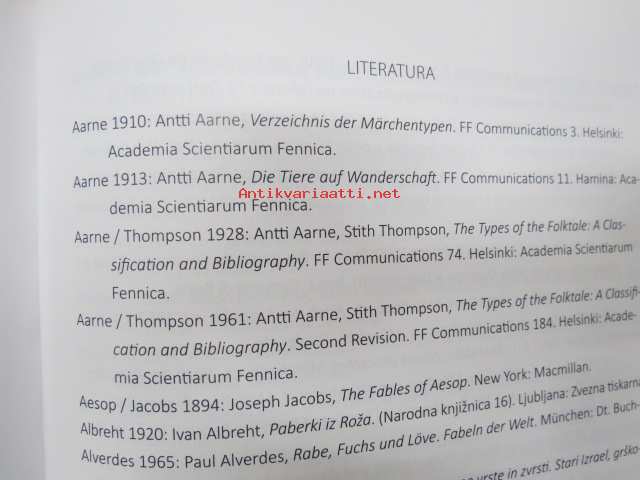 LITERATURA
Aarne 1910: Antti Aarne, Verzeichnis der Märchentypen. FF Communications 3. Helsinki:
Academia Scientiarum Fennica.
Aarne 1913: Antti Aarne, Die Tiere auf Wanderschaft. FF Communications 11. Hamina: Aca-
Antikvariaatti.net
demia Scientiarum Fennica.
Aarne / Thompson 1928: Antti Aarne, Stith Thompson, The Types of the Folktale: A Clas-
sification and Bibliography. FF Communications 74. Helsinki: Academia Scientiarum
Fennica.
Aarne / Thompson 1961: Antti Aarne, Stith Thompson, The Types of the Folktale: A Classifi-
cation and Bibliography. Second Revision. FF Communications 184. Helsinki: Acade-
mia Scientiarum Fennica.
Aesop / Jacobs 1894: Joseph Jacobs, The Fables of Aesop. New York: Macmillan.
Albreht 1920: Ivan Albreht, Paberki iz Roža. (Narodna knjižnica 16). Ljubljana: Zvezna tiskarna
Alverdes 1965: Paul Alverdes, Rabe, Fuchs und Löve. Fabeln der Welt. München: Dt. Buch-
vrste in zvrsti. Stari Izrael, grško-